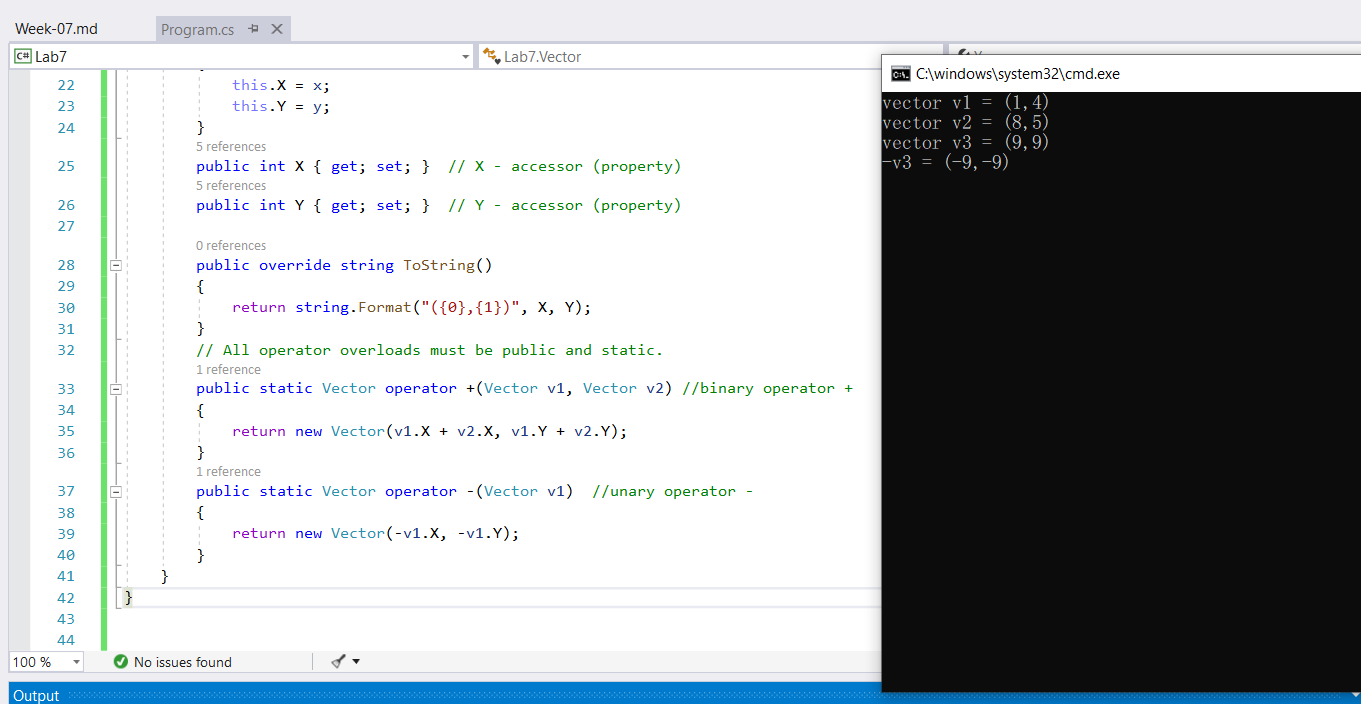 Week-07.md
Program.cs
C# Lab7
Lab7.Vector
22 this.X = x;
23 this.Y = y;
24 }
5 references
25 public int X { get; set; } // X - accessor (property)
5 references
26 public int Y { get; set; } // Y - accessor (property)
27
0 references
28 public override string ToString()
29 {
30 return string.Format("({0},{1})", X, Y);
31 }
32 // All operator overloads must be public and static.
1 reference
33 public static Vector operator +(Vector v1, Vector v2) //binary operator +
34 {
35 return new Vector(v1.X + v2.X, v1.Y + v2.Y);
36 }
1 reference
37 public static Vector operator -(Vector v1) //unary operator -
38 {
39 return new Vector(-v1.X, -v1.Y);
40 }
41 }
42 }
43
44
100 %
No issues found
Output
C:\windows\system32\cmd.exe
vector v1 = (1,4)
vector v2 = (8,5)
vector v3 = (9,9)
-v3 = (-9,-9)